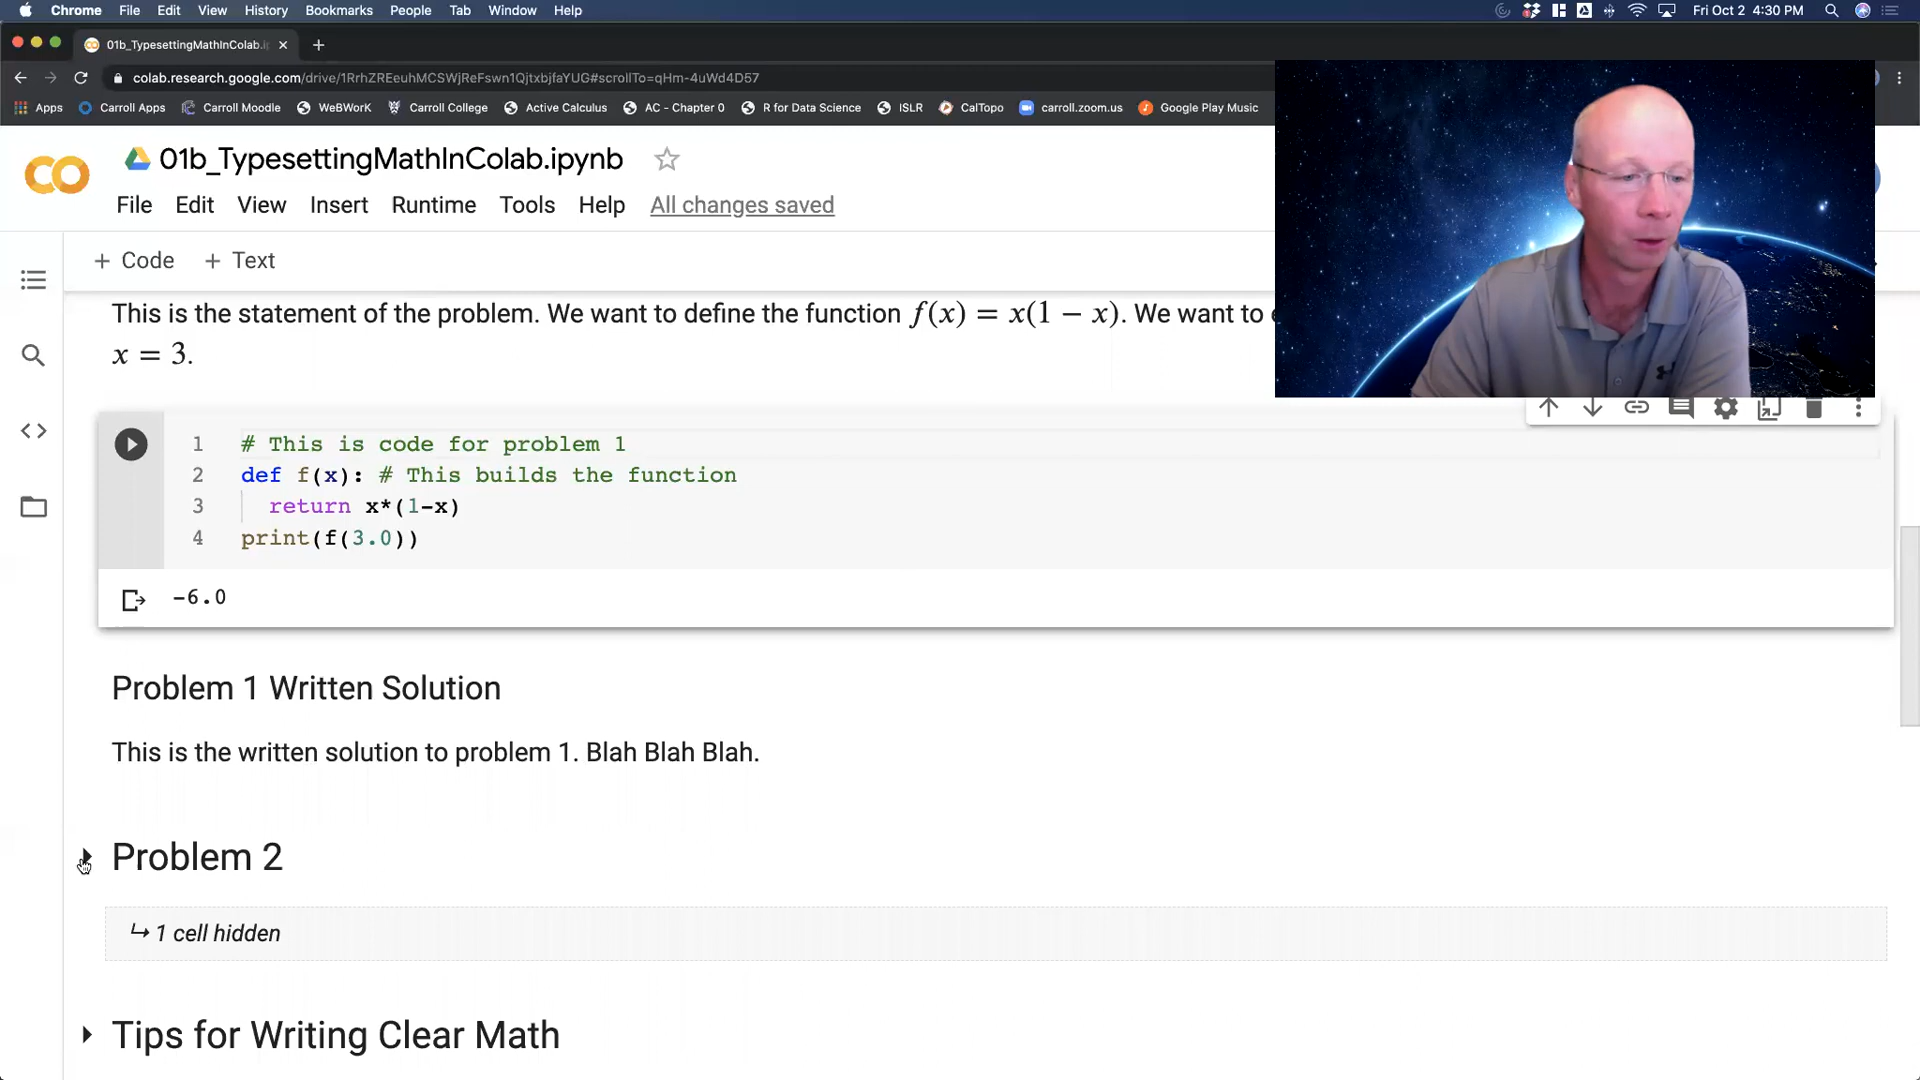 Chrome File Edit View History Bookmarks People Tab Window Help
Fri Oct 2 4:30 PM
01b_TypesettingMathInColab.i
colab.research.google.com/drive/1RrhZREeuhMCSWjReFswn1QjtxbjfaYUG#scrollTo=qHm-4uWd4D57
Apps Carroll Apps Carroll Moodle WeBWorK Carroll College Active Calculus AC - Chapter 0 R for Data Science ISLR CalTopo carroll.zoom.us Google Play Music
01b_TypesettingMathInColab.ipynb
File Edit View Insert Runtime Tools Help All changes saved
+ Code + Text
This is the statement of the problem. We want to define the function f(x) = x(1 − x). We want to
x = 3.
1 # This is code for problem 1
2 def f(x): # This builds the function
3 return x*(1-x)
4 print(f(3.0))
-6.0
Problem 1 Written Solution
This is the written solution to problem 1. Blah Blah Blah.
Problem 2
1 cell hidden
Tips for Writing Clear Math